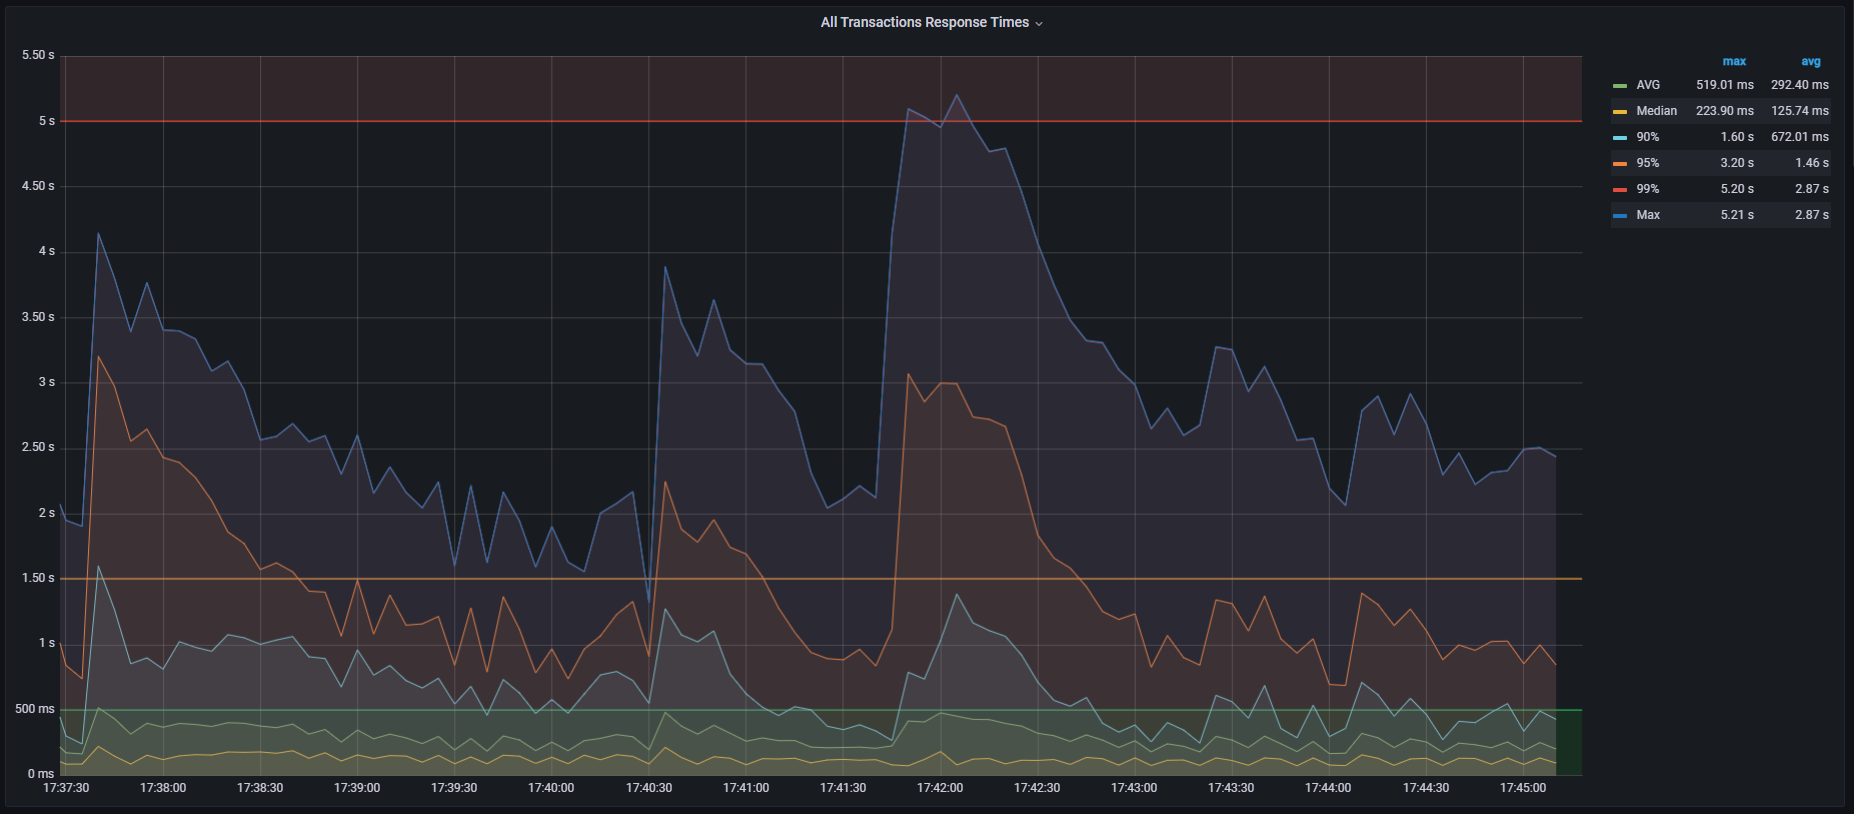 All Transactions Response Times
5.50 s
5 s
4.50 s
4 s
3.50 s
3 s
2.50 s
2 s
1.50 s
1 s
500 ms
0 ms
17:37:30 17:38:00 17:38:30 17:39:00 17:39:30 17:40:00 17:40:30 17:41:00 17:41:30 17:42:00 17:42:30 17:43:00 17:43:30 17:44:00 17:44:30 17:45:00
max avg
AVG 519.01 ms 292.40 ms
Median 223.90 ms 125.74 ms
90% 1.60 s 672.01 ms
95% 3.20 s 1.46 s
99% 5.20 s 2.87 s
Max 5.21 s 2.87 s